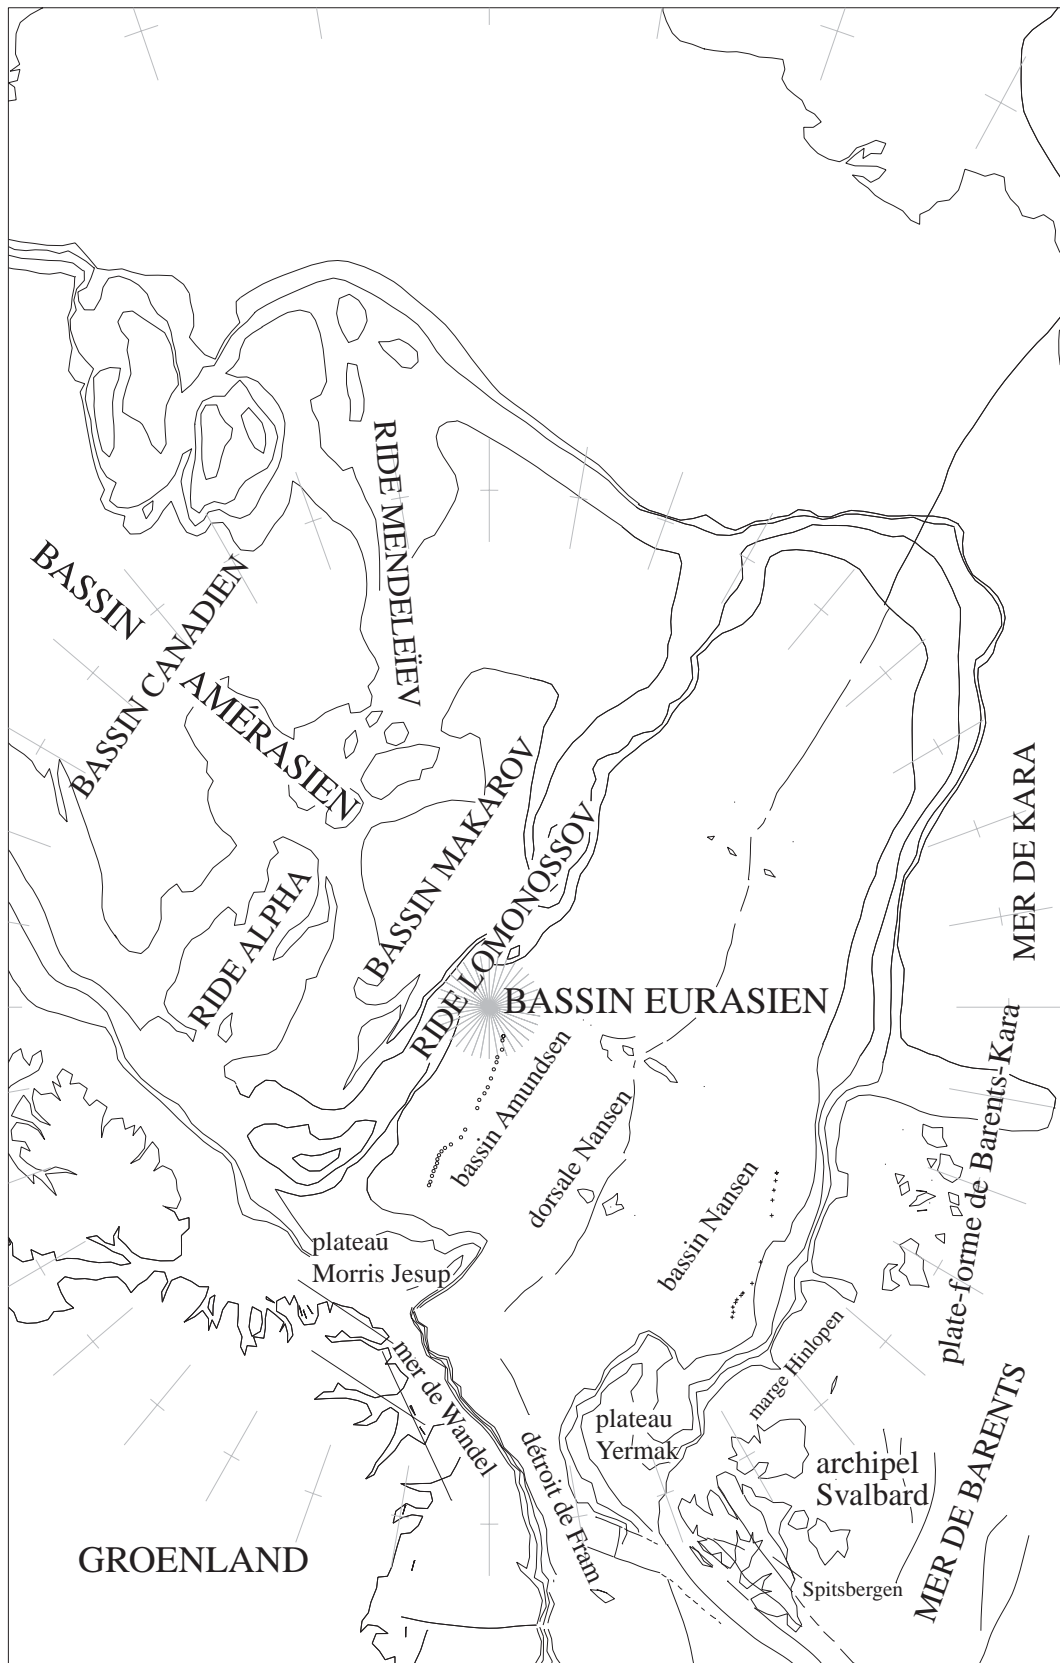 RIDE MENDELEÏEV
BASSIN
AMÉRASIEN
BASSIN CANADIEN
BASSIN MAKAROV
RIDE ALPHA
RIDE LOMONOSSOV
MER DE KARA
BASSIN EURASIEN
bassin Amundsen
dorsale Nansen
bassin Nansen
plate-forme de Barents-Kara
plateau
Morris Jesup
mer de Wandel
marge Hinlopen
plateau
Yermak
détroit de Fram
archipel
Svalbard
MER DE BARENTS
GROENLAND
Spitsbergen